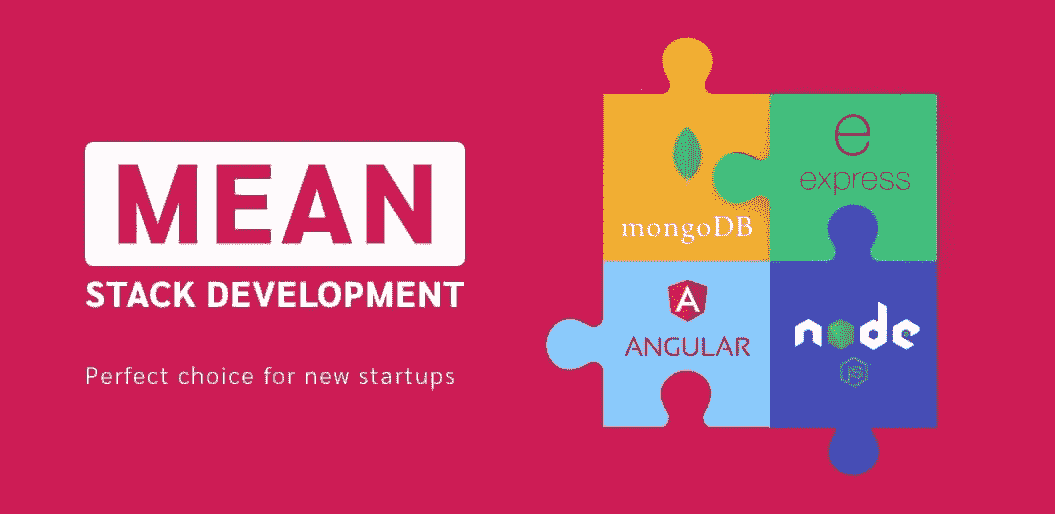 MEAN
STACK DEVELOPMENT
Perfect choice for new startups
mongoDB
e
express
A
ANGULAR
node
JS